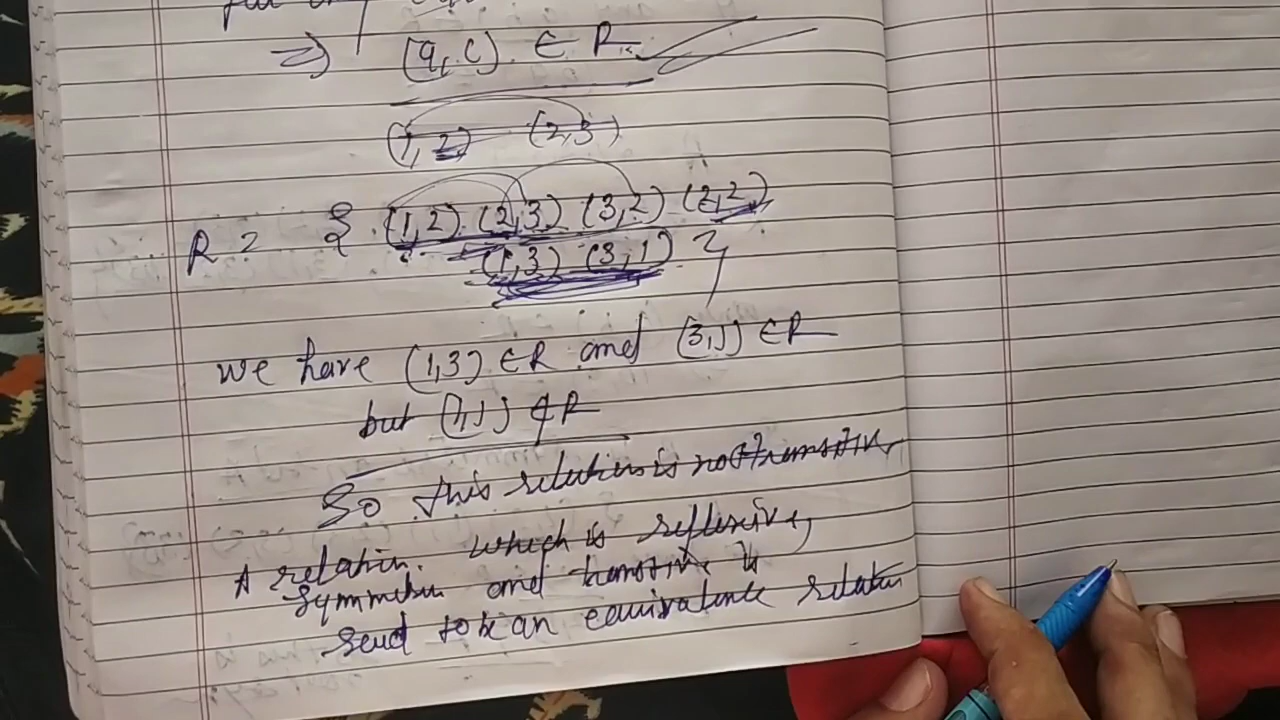 ⇒ (a, c) ∈ R
(1, 2) (2, 3)
R = { (1, 2) (2, 3) (3, 2) (2, 2)
(1, 3) (3, 1) }
we have (1, 3) ∈ R and (3, 1) ∈ R
but (1, 1) ∉ R
So this relation is not transitive
A relation. which is reflexive,
symmetric and transitive is
said to be an equivalence relation